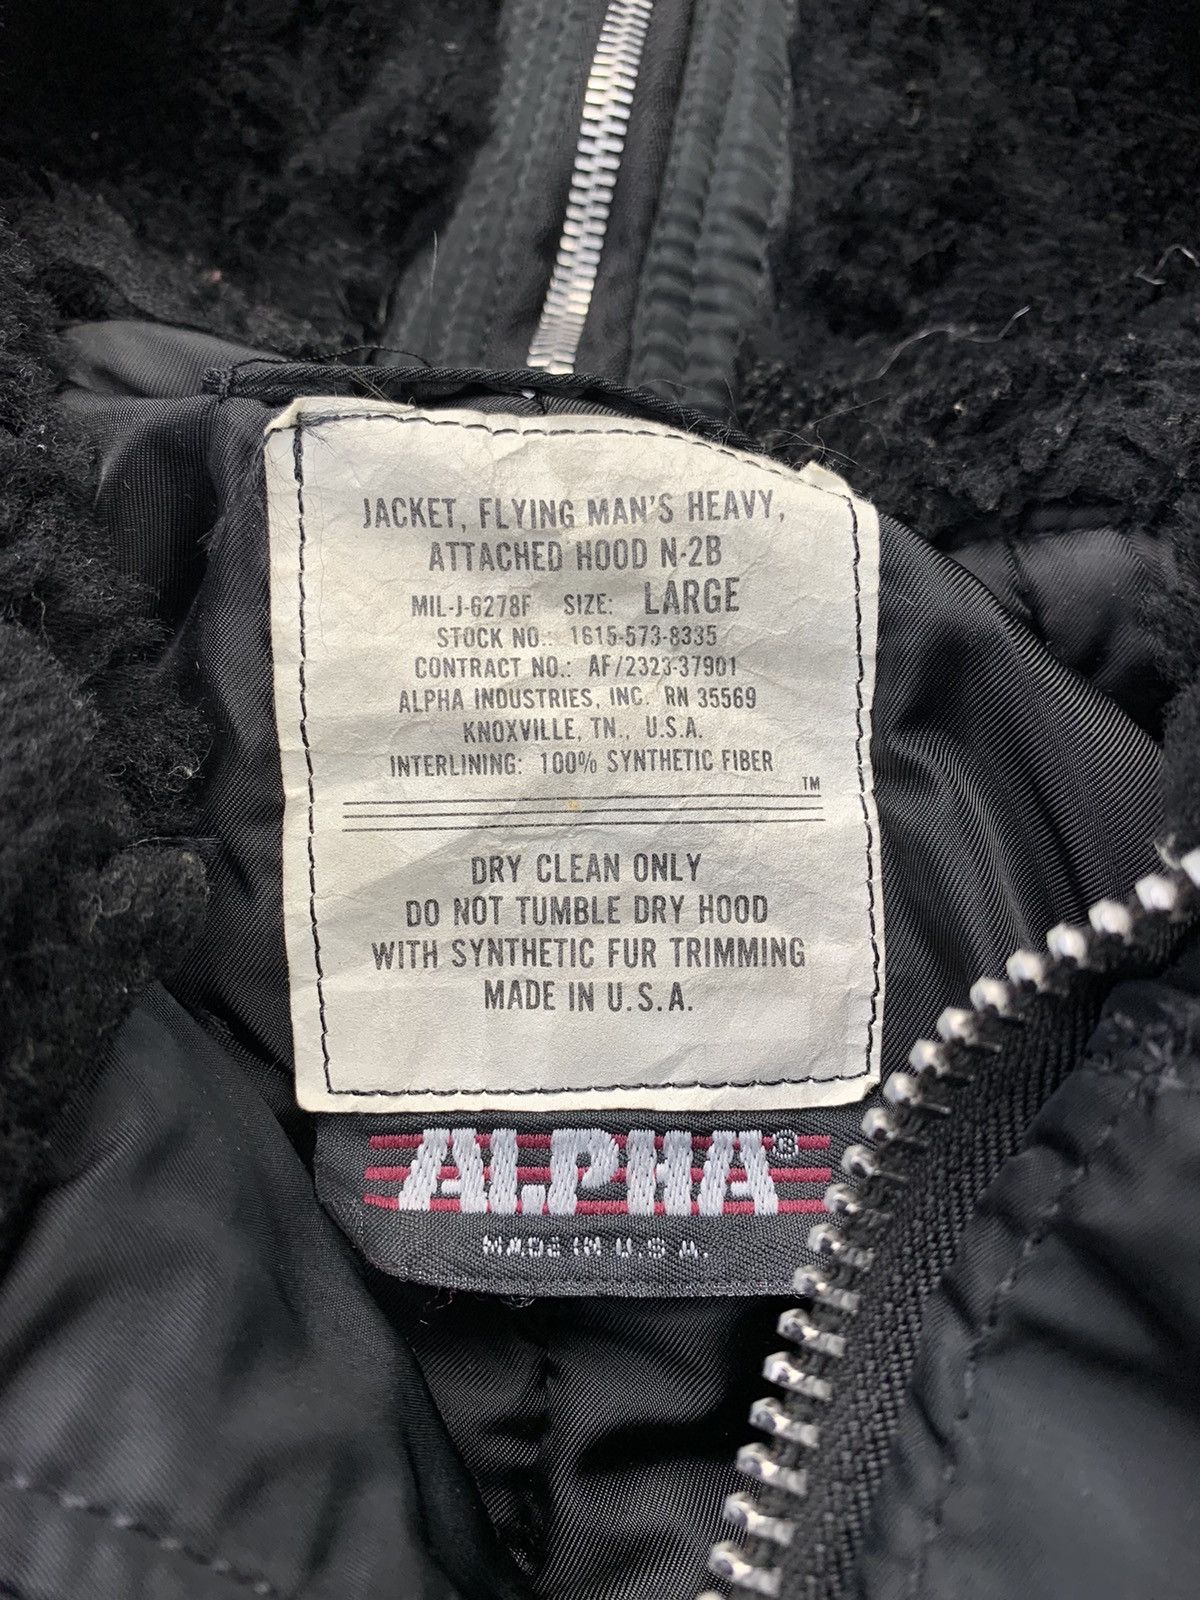 JACKET, FLYING MAN'S HEAVY,
ATTACHED HOOD N-2B
MIL-J-6278F SIZE: LARGE
STOCK NO.: 1615-573-8335
CONTRACT NO.: AF/2323-37901
ALPHA INDUSTRIES, INC. RN 35569
KNOXVILLE, TN., U.S.A.
INTERLINING: 100% SYNTHETIC FIBER
TM
DRY CLEAN ONLY
DO NOT TUMBLE DRY HOOD
WITH SYNTHETIC FUR TRIMMING
MADE IN U.S.A.
ALPHA®
MADE IN U.S.A.